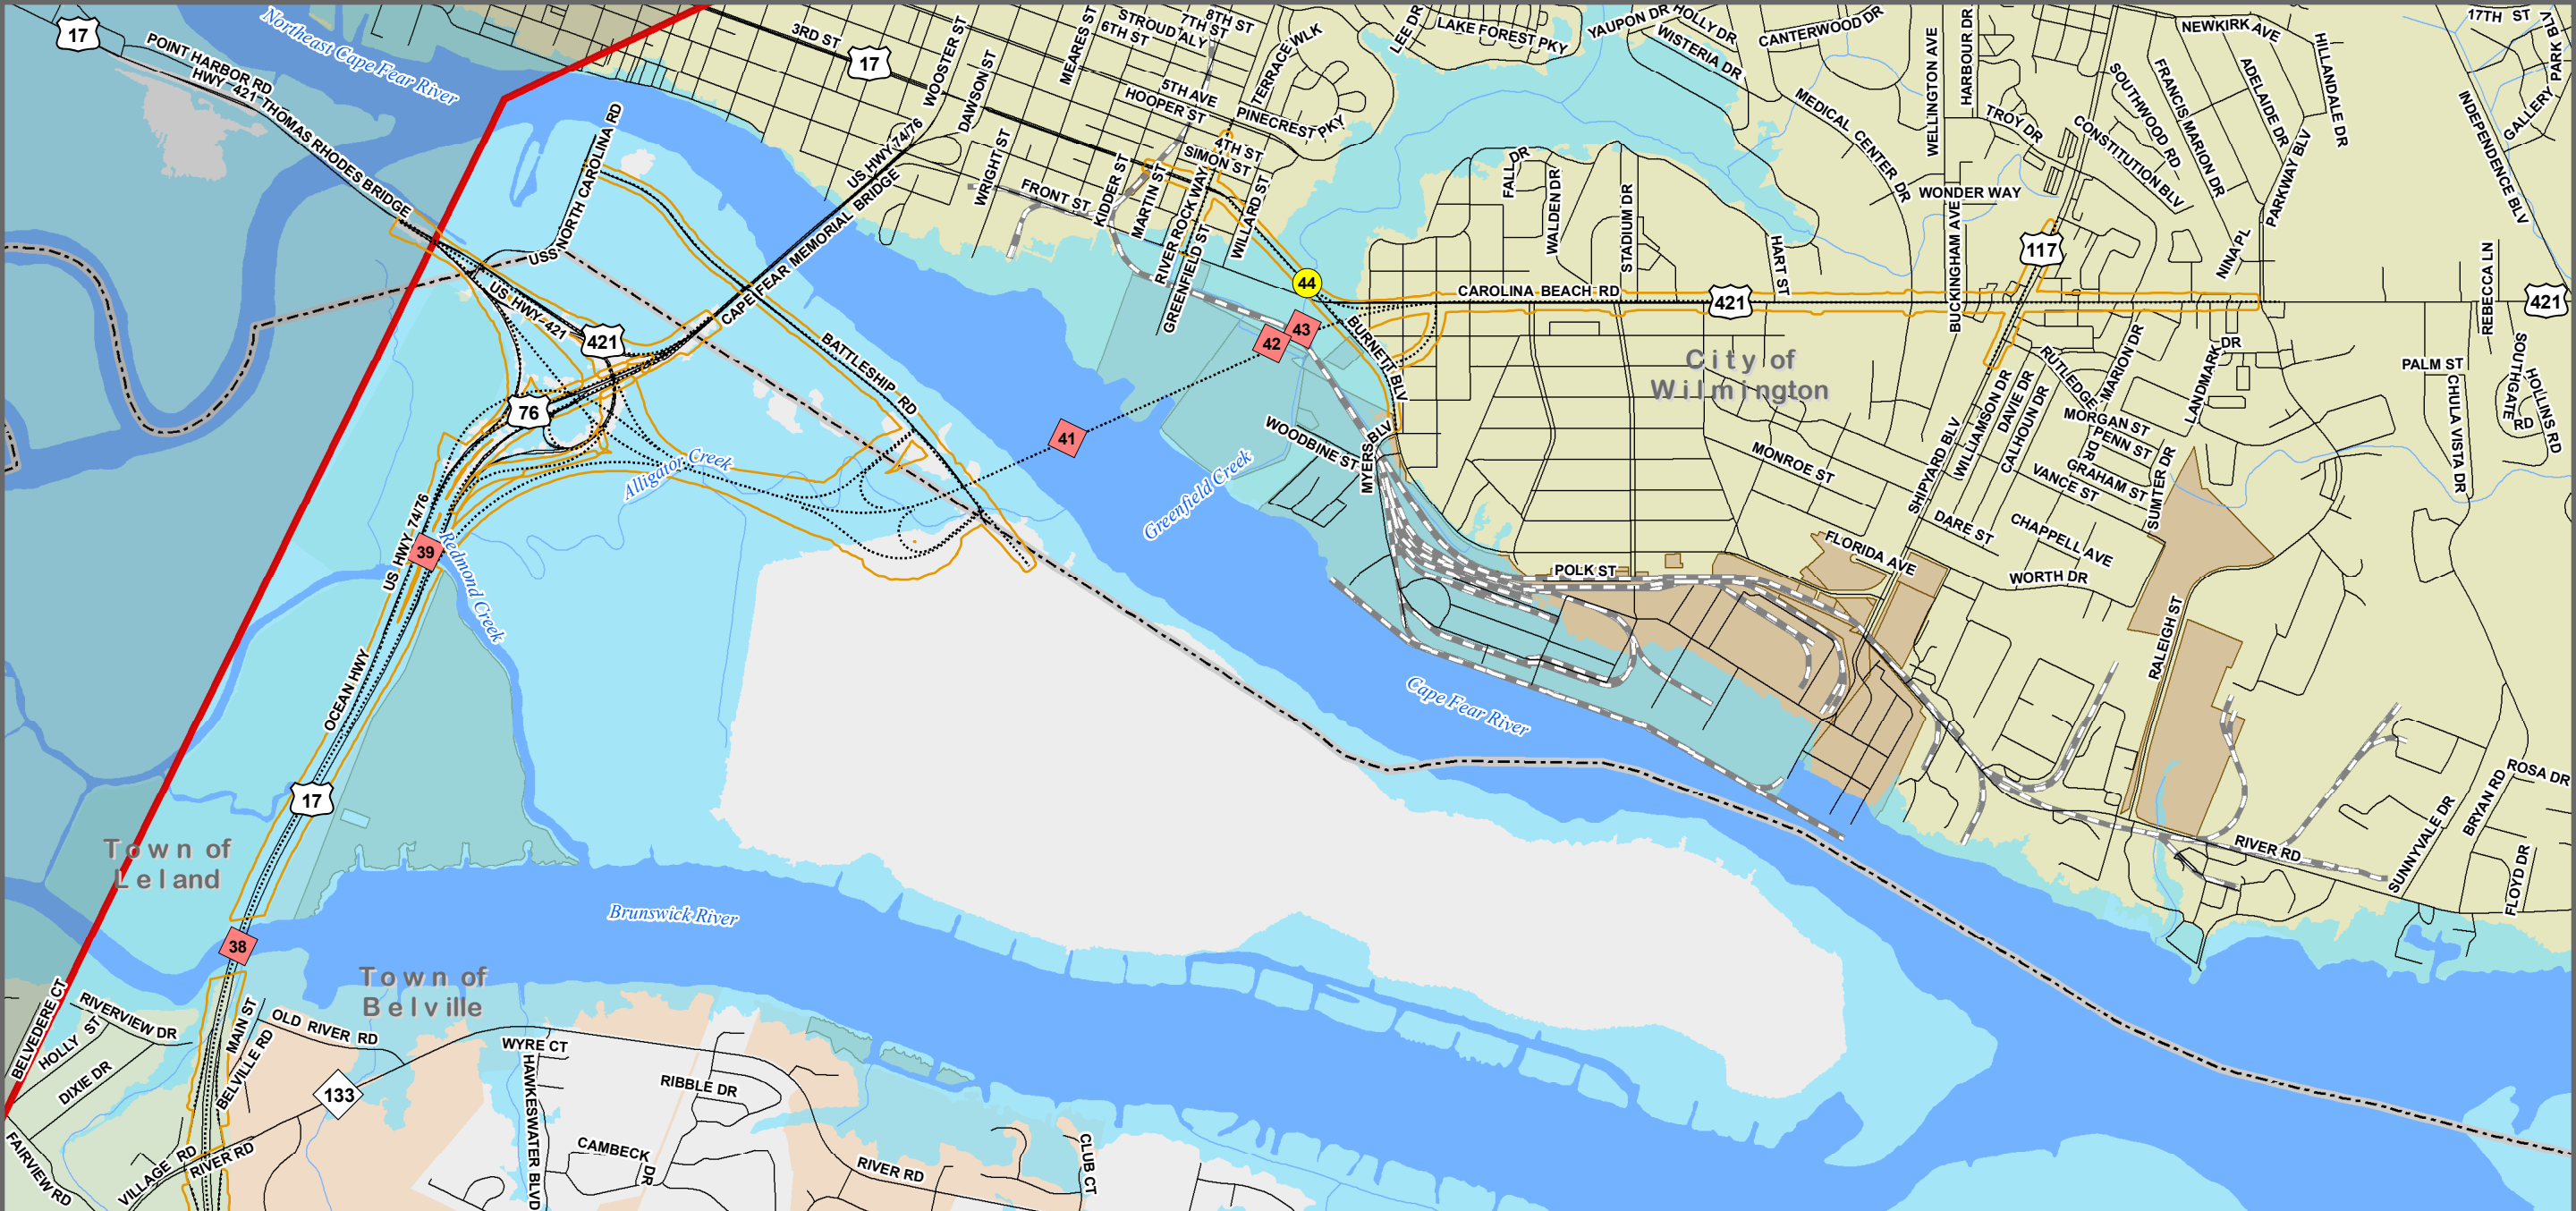 17
POINT HARBOR RD
HWY 421
THOMAS RHODES BRIDGE
Northeast Cape Fear River
3RD ST
17
WOOSTER ST
DAWSON ST
MEARES ST
STROUD ALY
6TH ST
7TH ST
8TH ST
5TH AVE
HOOPER ST
TERRACE WLK
PINECREST PKY
4TH ST
SIMON ST
LEE DR
LAKE FOREST PKY
YAUPON DR
HOLLY DR
WISTERIA DR
CANTERWOOD DR
MEDICAL CENTER DR
WELLINGTON AVE
HARBOUR DR
TROY DR
WONDER WAY
CONSTITUTION BLV
SOUTHWOOD RD
FRANCIS MARION DR
ADELAIDE DR
NEWKIRK AVE
HILLANDALE DR
PARKWAY BLV
INDEPENDENCE BLV
17TH ST
PARK BLV
GALLERY
US HWY 74/76
CAPE FEAR MEMORIAL BRIDGE
USS NORTH CAROLINA RD
WRIGHT ST
FRONT ST
KIDDER ST
MARTIN ST
RIVER ROCK WAY
GREENFIELD ST
WILLARD ST
FALL DR
WALDEN DR
STADIUM DR
HART ST
BUCKINGHAM AVE
117
NINA PL
REBECCA LN
421
US HWY 421
421
76
BATTLESHIP RD
44
43
42
41
BURNETT BLV
CAROLINA BEACH RD
421
City of
Wilmington
RUTLEDGE DR
MARION DR
LANDMARK DR
PALM ST
CHULA VISTA DR
SOUTHGATE RD
HOLLINS RD
WILLIAMSON DR
DAVIE DR
CALHOUN DR
MORGAN ST
PENN ST
GRAHAM ST
VANCE ST
SUMTER DR
SHIPYARD BLV
MONROE ST
DARE ST
CHAPPELL AVE
WORTH DR
FLORIDA AVE
POLK ST
WOODBINE ST
MYERS BLV
Alligator Creek
Greenfield Creek
US HWY 74/76
39
Redmond Creek
OCEAN HWY
17
Cape Fear River
RALEIGH ST
ROSA DR
BRYAN RD
SUNNYVALE DR
FLOYD DR
RIVER RD
Town of
Leland
38
Brunswick River
Town of
Belville
BELVEDERE CT
RIVERVIEW DR
HOLLY ST
DIXIE DR
MAIN ST
BELVILLE RD
OLD RIVER RD
133
WYRE CT
HAWKESWATER BLVD
RIBBLE DR
CAMBECK DR
RIVER RD
CLUB CT
FAIRVIEW RD
VILLAGE RD
RIVER RD